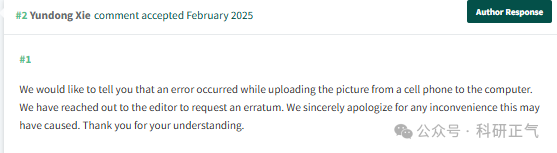 #2 Yundong Xie comment accepted February 2025
Author Response
#1
We would like to tell you that an error occurred while uploading the picture from a cell phone to the computer.
We have reached out to the editor to request an erratum. We sincerely apologize for any inconvenience this may
have caused. Thank you for your understanding.
公众号 · 科研正气